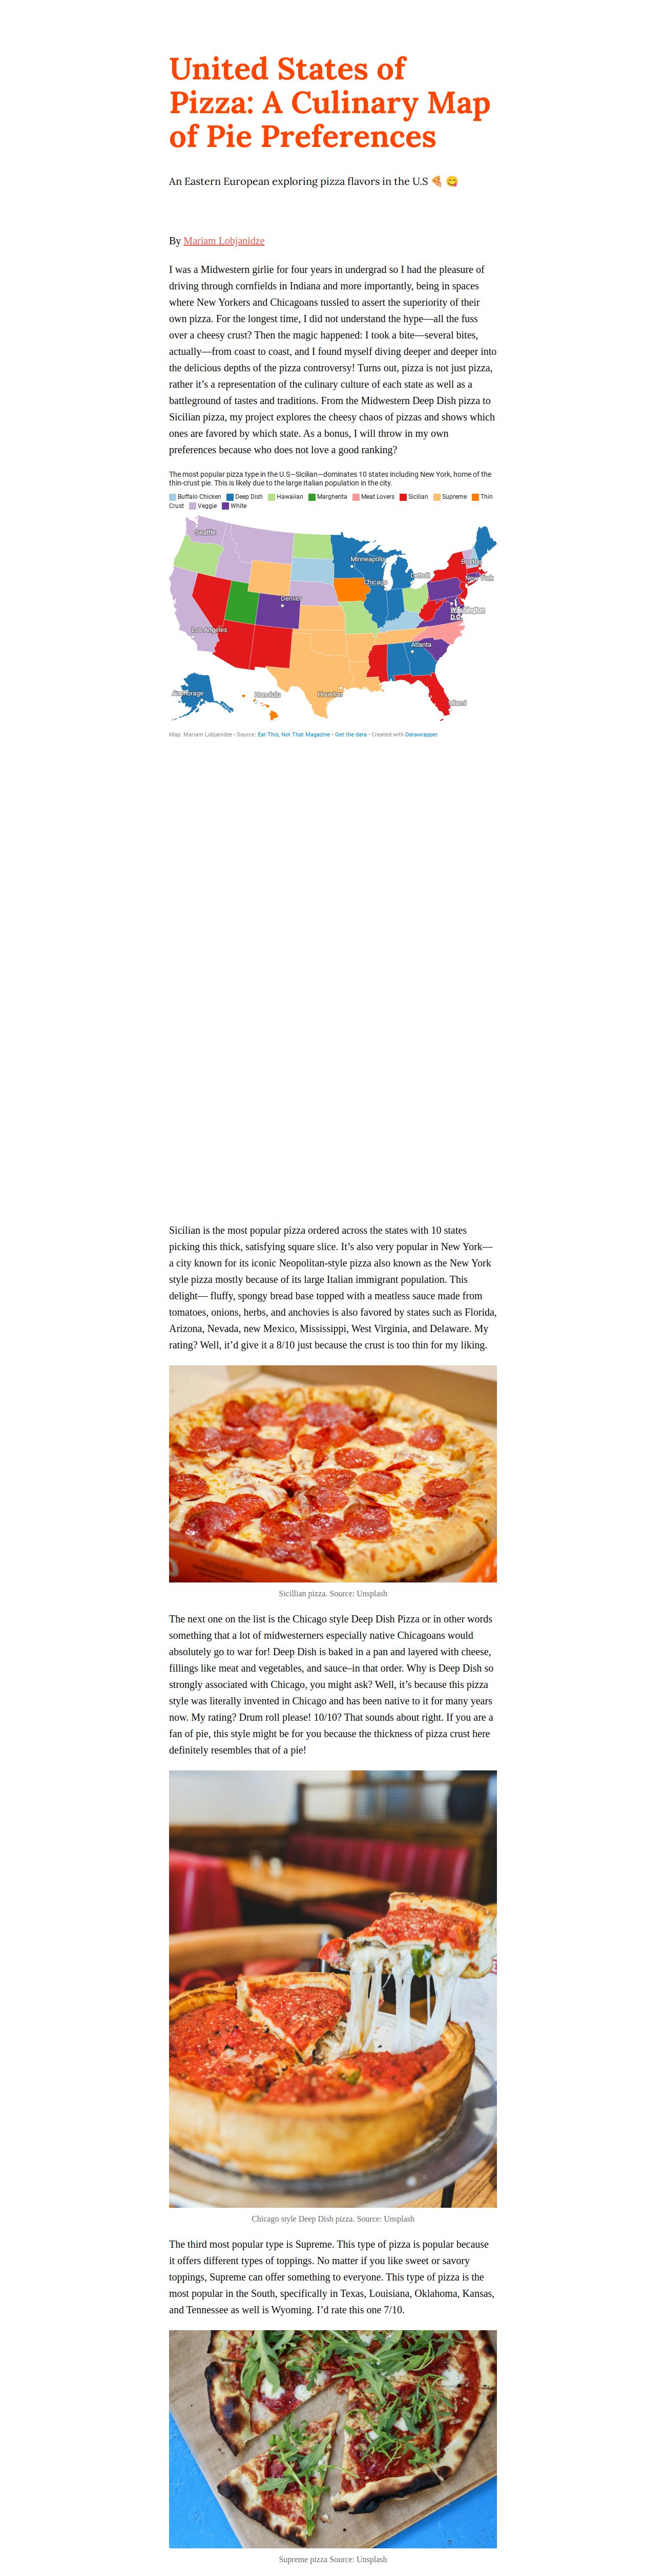 United States of
Pizza: A Culinary Map
of Pie Preferences
An Eastern European exploring pizza flavors in the U.S 🍕 😋
By Mariam Lobjanidze
I was a Midwestern girlie for four years in undergrad so I had the pleasure of
driving through cornfields in Indiana and more importantly, being in spaces
where New Yorkers and Chicagoans tussled to assert the superiority of their
own pizza. For the longest time, I did not understand the hype—all the fuss
over a cheesy crust? Then the magic happened: I took a bite—several bites,
actually—from coast to coast, and I found myself diving deeper and deeper into
the delicious depths of the pizza controversy! Turns out, pizza is not just pizza,
rather it’s a representation of the culinary culture of each state as well as a
battleground of tastes and traditions. From the Midwestern Deep Dish pizza to
Sicilian pizza, my project explores the cheesy chaos of pizzas and shows which
ones are favored by which state. As a bonus, I will throw in my own
preferences because who does not love a good ranking?
The most popular pizza type in the U.S—Sicilian—dominates 10 states including New York, home of the
thin-crust pie. This is likely due to the large Italian population in the city.
Buffalo Chicken Deep Dish Hawaiian Margherita Meat Lovers Sicilian Supreme Thin
Crust Veggie White
Seattle
Minneapolis
Boston
Detroit
New York
Chicago
Denver
Washington
D.C.
Los Angeles
Atlanta
Anchorage
Honolulu
Houston
Miami
Map: Mariam Lobjanidze • Source: Eat This, Not That Magazine • Get the data • Created with Datawrapper
Sicilian is the most popular pizza ordered across the states with 10 states
picking this thick, satisfying square slice. It’s also very popular in New York—
a city known for its iconic Neopolitan-style pizza also known as the New York
style pizza mostly because of its large Italian immigrant population. This
delight— fluffy, spongy bread base topped with a meatless sauce made from
tomatoes, onions, herbs, and anchovies is also favored by states such as Florida,
Arizona, Nevada, new Mexico, Mississippi, West Virginia, and Delaware. My
rating? Well, it’d give it a 8/10 just because the crust is too thin for my liking.
Sicillian pizza. Source: Unsplash
The next one on the list is the Chicago style Deep Dish Pizza or in other words
something that a lot of midwesterners especially native Chicagoans would
absolutely go to war for! Deep Dish is baked in a pan and layered with cheese,
fillings like meat and vegetables, and sauce–in that order. Why is Deep Dish so
strongly associated with Chicago, you might ask? Well, it’s because this pizza
style was literally invented in Chicago and has been native to it for many years
now. My rating? Drum roll please! 10/10? That sounds about right. If you are a
fan of pie, this style might be for you because the thickness of pizza crust here
definitely resembles that of a pie!
Chicago style Deep Dish pizza. Source: Unsplash
The third most popular type is Supreme. This type of pizza is popular because
it offers different types of toppings. No matter if you like sweet or savory
toppings, Supreme can offer something to everyone. This type of pizza is the
most popular in the South, specifically in Texas, Louisiana, Oklahoma, Kansas,
and Tennessee as well is Wyoming. I’d rate this one 7/10.
Supreme pizza Source: Unsplash